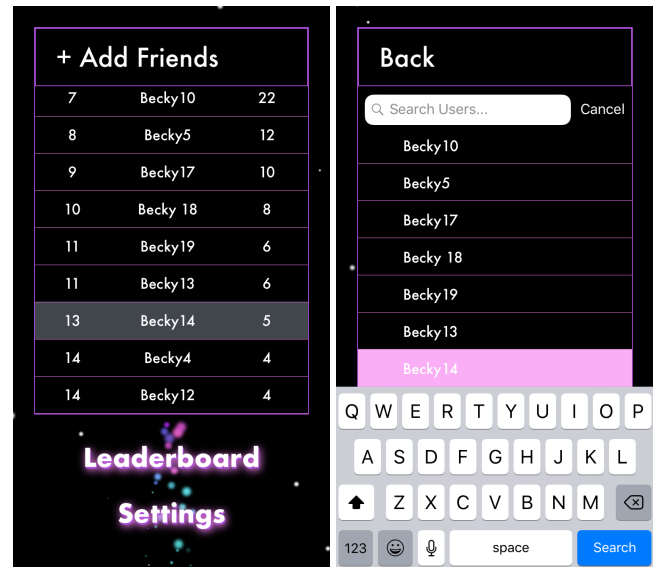 + Add Friends
7 Becky10 22
8 Becky5 12
9 Becky17 10
10 Becky 18 8
11 Becky19 6
11 Becky13 6
13 Becky14 5
14 Becky4 4
14 Becky12 4
Leaderboard
Settings
Back
Search Users... Cancel
Becky10
Becky5
Becky17
Becky 18
Becky19
Becky13
Becky14
Q W E R T Y U I O P
A S D F G H J K L
Z X C V B N M
123 space Search